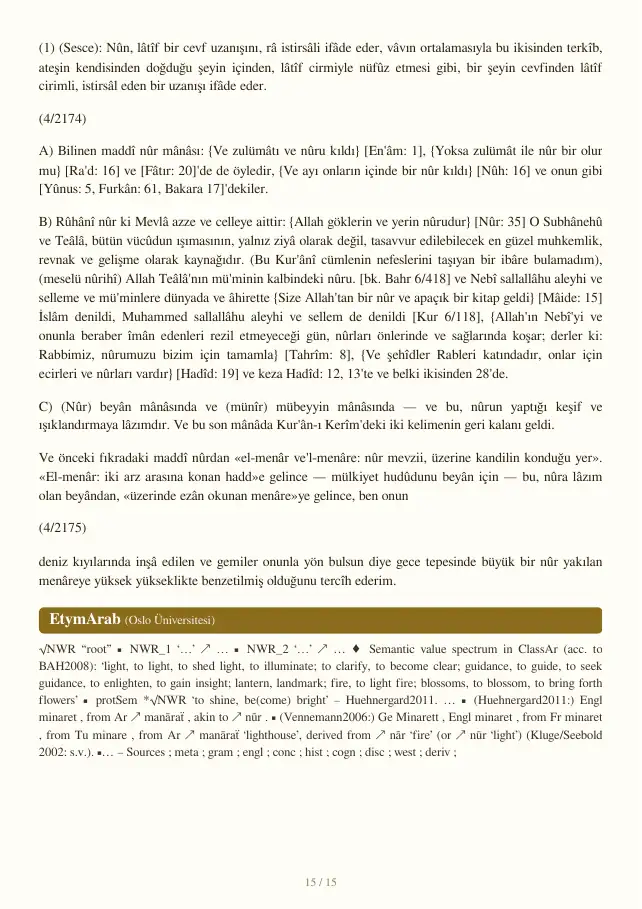 (1) (Sesce): Nûn, lâtîf bir cevf uzanışını, râ istirsâli ifâde eder, vâvın ortalamasıyla bu ikisinden terkîb,
ateşin kendisinden doğduğu şeyin içinden, lâtîf cirmiyle nüfûz etmesi gibi, bir şeyin cevfinden lâtîf
cirimli, istirsâl eden bir uzanışı ifâde eder.
(4/2174)
A) Bilinen maddî nûr mânâsı: {Ve zulümâtı ve nûru kıldı} [En'âm: 1], {Yoksa zulümât ile nûr bir olur
mu} [Ra'd: 16] ve [Fâtır: 20]'de de öyledir, {Ve ayı onların içinde bir nûr kıldı} [Nûh: 16] ve onun gibi
[Yûnus: 5, Furkân: 61, Bakara 17]'dekiler.
B) Rûhânî nûr ki Mevlâ azze ve celleye aittir: {Allah göklerin ve yerin nûrudur} [Nûr: 35] O Subhânehû
ve Teâlâ, bütün vücûdun ışımasının, yalnız ziyâ olarak değil, tasavvur edilebilecek en güzel muhkemlik,
revnak ve gelişme olarak kaynağıdır. (Bu Kur'ânî cümlenin nefeslerini taşıyan bir ibâre bulamadım),
(meselü nûrihî) Allah Teâlâ'nın mü'minin kalbindeki nûru. [bk. Bahr 6/418] ve Nebî sallallâhu aleyhi ve
selleme ve mü'minlere dünyada ve âhirette {Size Allah'tan bir nûr ve apaçık bir kitap geldi} [Mâide: 15]
İslâm denildi, Muhammed sallallâhu aleyhi ve sellem de denildi [Kur 6/118], {Allah'ın Nebî'yi ve
onunla beraber îmân edenleri rezil etmeyeceği gün, nûrları önlerinde ve sağlarında koşar; derler ki:
Rabbimiz, nûrumuzu bizim için tamamla} [Tahrîm: 8], {Ve şehîdler Rableri katındadır, onlar için
ecirleri ve nûrları vardır} [Hadîd: 19] ve keza Hadîd: 12, 13'te ve belki ikisinden 28'de.
C) (Nûr) beyân mânâsında ve (münîr) mübeyyin mânâsında — ve bu, nûrun yaptığı keşif ve
ışıklandırmaya lâzımdır. Ve bu son mânâda Kur'ân-ı Kerîm'deki iki kelimenin geri kalanı geldi.
Ve önceki fıkradaki maddî nûrdan «el-menâr ve'l-menâre: nûr mevzii, üzerine kandilin konduğu yer».
«El-menâr: iki arz arasına konan hadd»e gelince — mülkiyet hudûdunu beyân için — bu, nûra lâzım
olan beyândan, «üzerinde ezân okunan menâre»ye gelince, ben onun
(4/2175)
deniz kıyılarında inşâ edilen ve gemiler onunla yön bulsun diye gece tepesinde büyük bir nûr yakılan
menâreye yüksek yükseklikte benzetilmiş olduğunu tercîh ederim.
EtymArab (Oslo Üniversitesi)
√NWR “root” ▪ NWR_1 ‘…’ ↗ … ▪ NWR_2 ‘…’ ↗ … ♦ Semantic value spectrum in ClassAr (acc. to
BAH2008): ‘light, to light, to shed light, to illuminate; to clarify, to become clear; guidance, to guide, to seek
guidance, to enlighten, to gain insight; lantern, landmark; fire, to light fire; blossoms, to blossom, to bring forth
flowers’ ▪ protSem *√NWR ‘to shine, be(come) bright’ – Huehnergard2011. … ▪ (Huehnergard2011:) Engl
minaret , from Ar ↗ manāraẗ , akin to ↗ nūr . ▪ (Vennemann2006:) Ge Minarett , Engl minaret , from Fr minaret
, from Tu minare , from Ar ↗ manāraẗ ‘lighthouse’, derived from ↗ nār ‘fire’ (or ↗ nūr ‘light’) (Kluge/Seebold
2002: s.v.). ▪… – Sources ; meta ; gram ; engl ; conc ; hist ; cogn ; disc ; west ; deriv ;
15 / 15